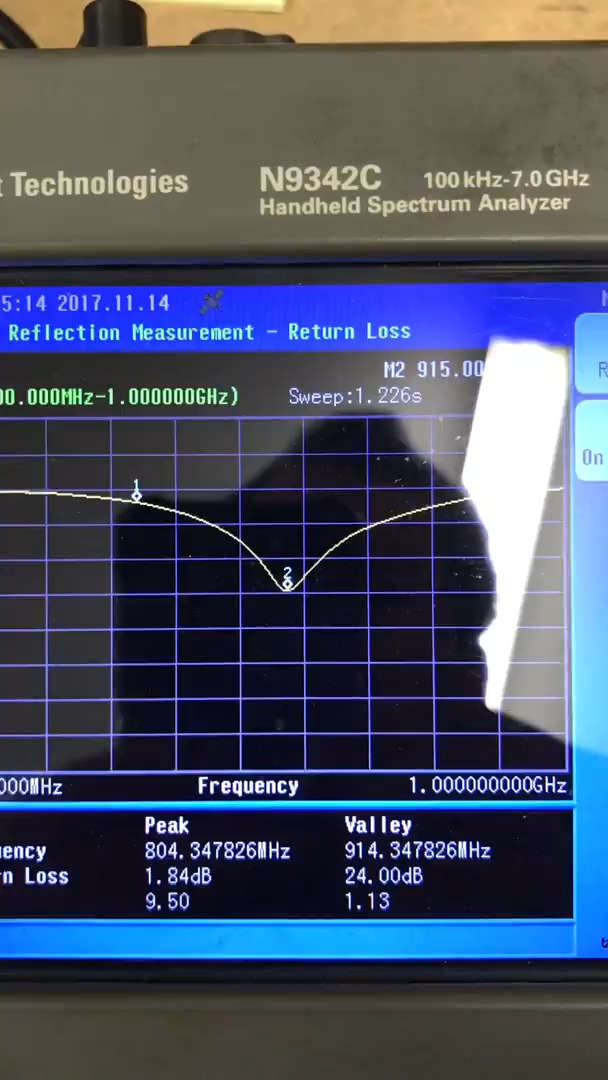 t Technologies
N9342C 100 kHz-7.0 GHz
Handheld Spectrum Analyzer
5:14 2017.11.14
Reflection Measurement - Return Loss
M2 915.00
00.000MHz-1.000000GHz) Sweep:1.226s
R
On
1
2
000MHz Frequency 1.000000000GHz
Peak Valley
uency 804.347826MHz 914.347826MHz
rn Loss 1.84dB 24.00dB
9.50 1.13